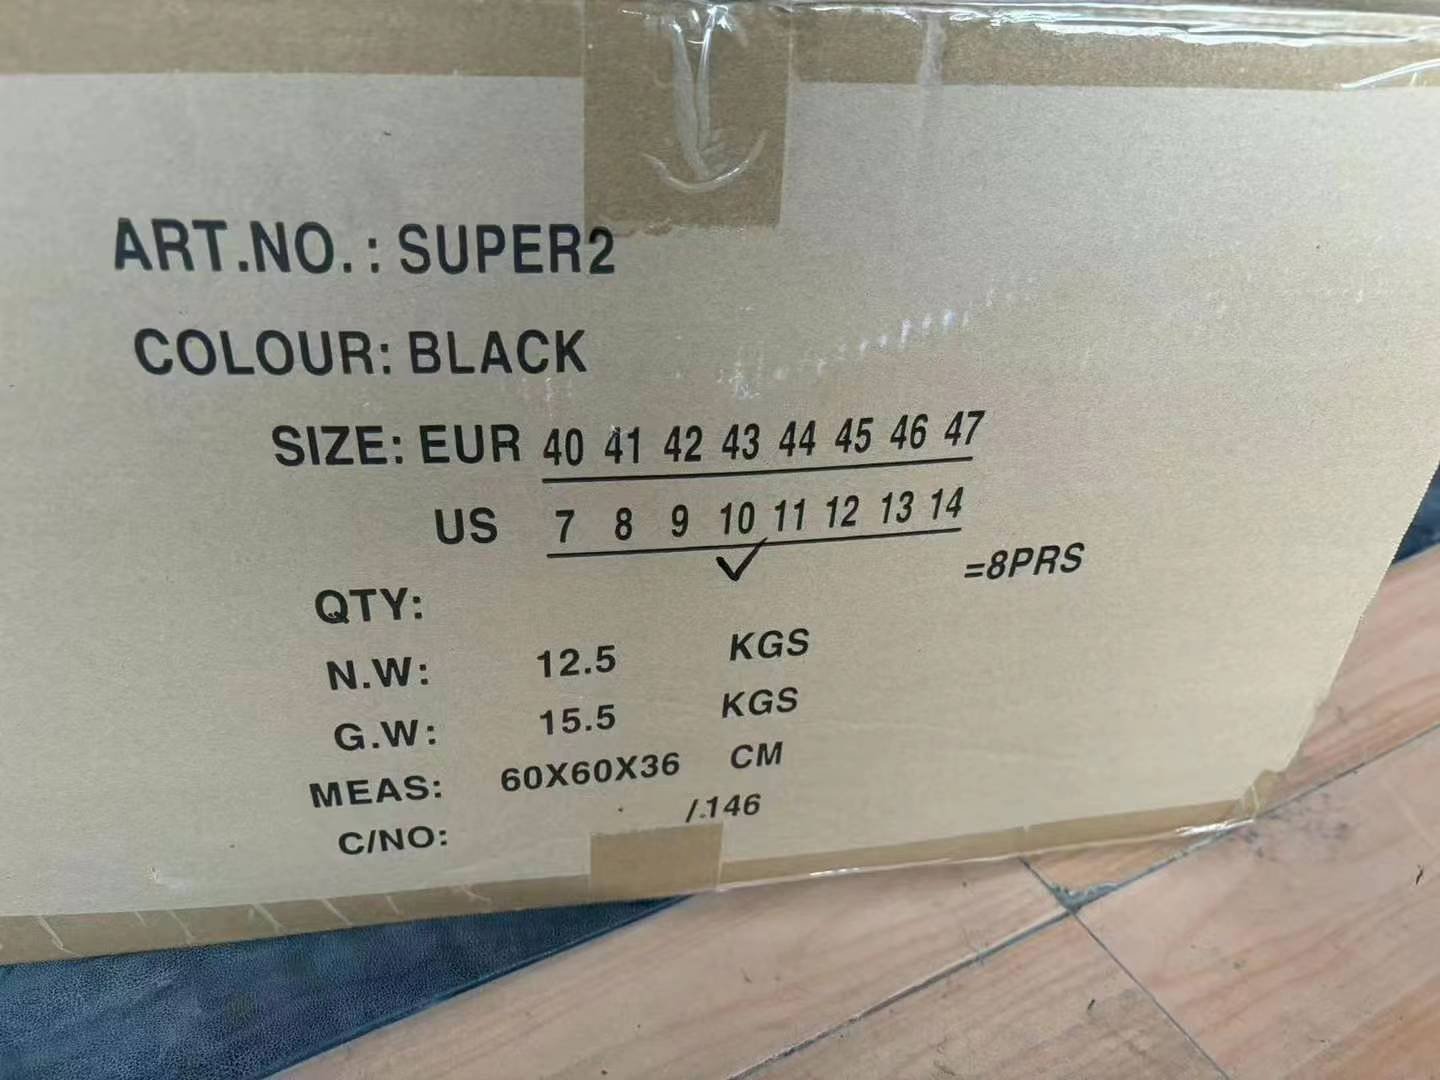 ART.NO.: SUPER2
COLOUR: BLACK
SIZE: EUR 40 41 42 43 44 45 46 47
US 7 8 9 10 11 12 13 14
=8PRS
QTY:
N.W: 12.5 KGS
G.W: 15.5 KGS
MEAS: 60X60X36 CM
/.146
C/NO: